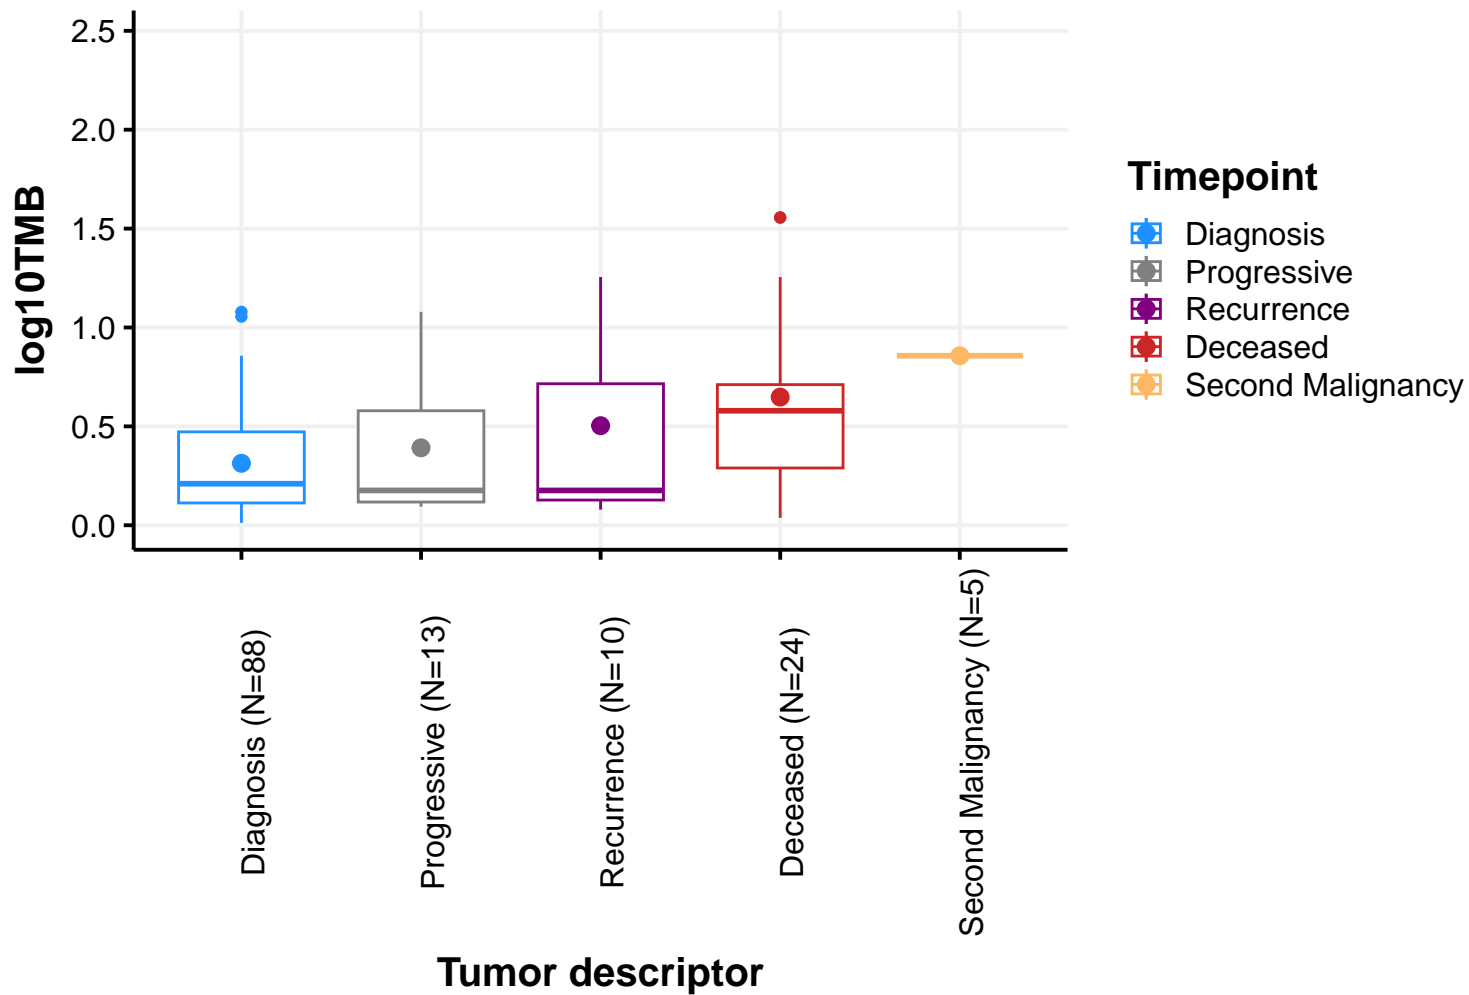 log10TMB
2.5
2.0
1.5
1.0
0.5
0.0
Diagnosis (N=88)
Progressive (N=13)
Recurrence (N=10)
Deceased (N=24)
Second Malignancy (N=5)
Tumor descriptor
Timepoint
Diagnosis
Progressive
Recurrence
Deceased
Second Malignancy